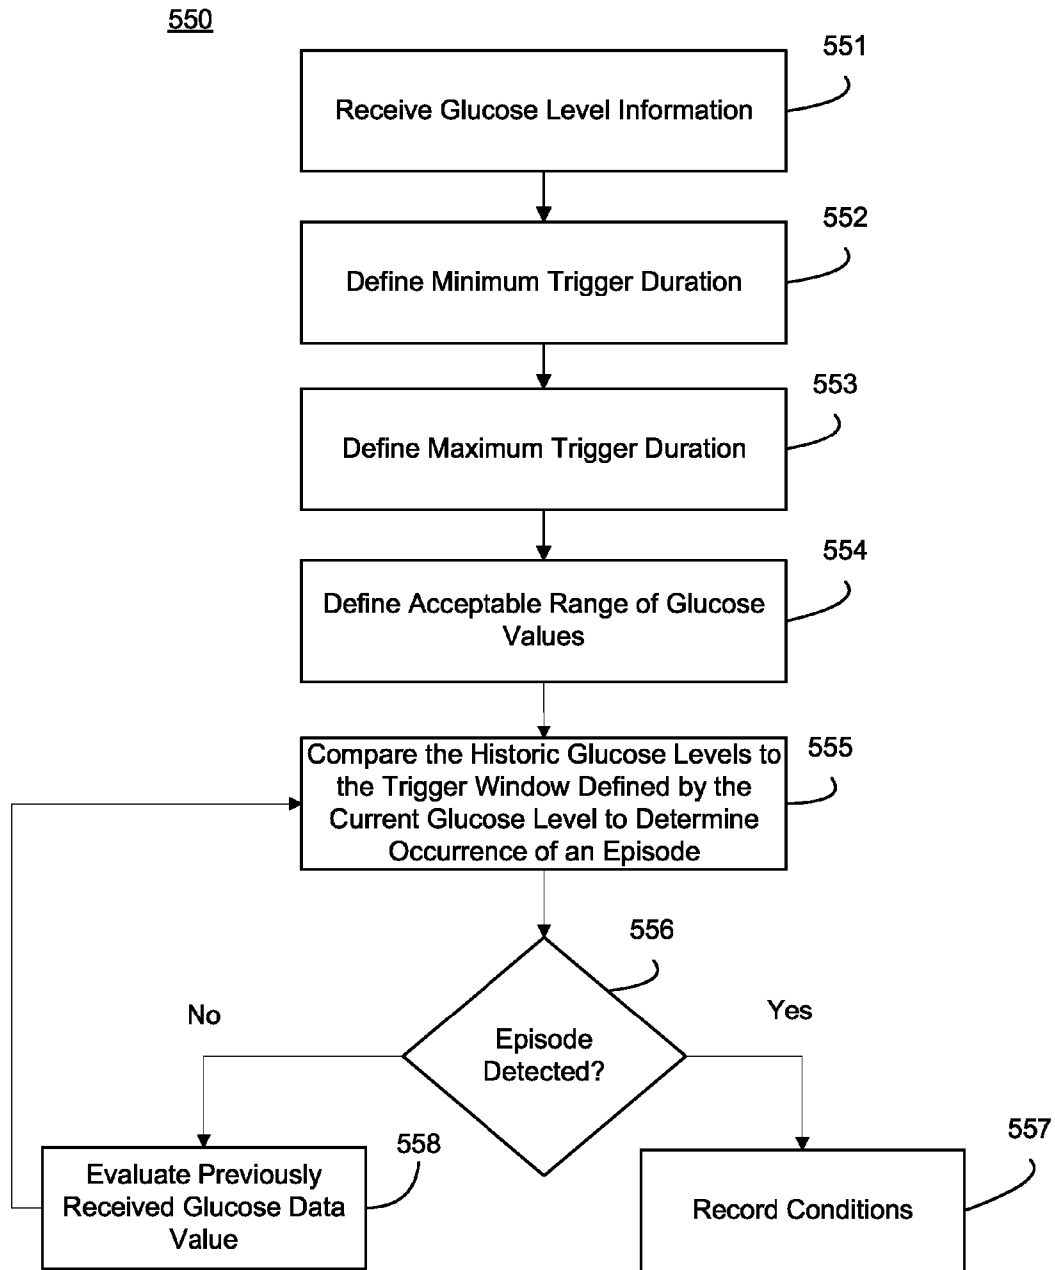 550
551
Receive Glucose Level Information
552
Define Minimum Trigger Duration
553
Define Maximum Trigger Duration
554
Define Acceptable Range of Glucose
Values
Compare the Historic Glucose Levels to
the Trigger Window Defined by the
Current Glucose Level to Determine
Occurrence of an Episode
555
556
No
Yes
Episode
Detected?
558
557
Evaluate Previously
Received Glucose Data
Value
Record Conditions